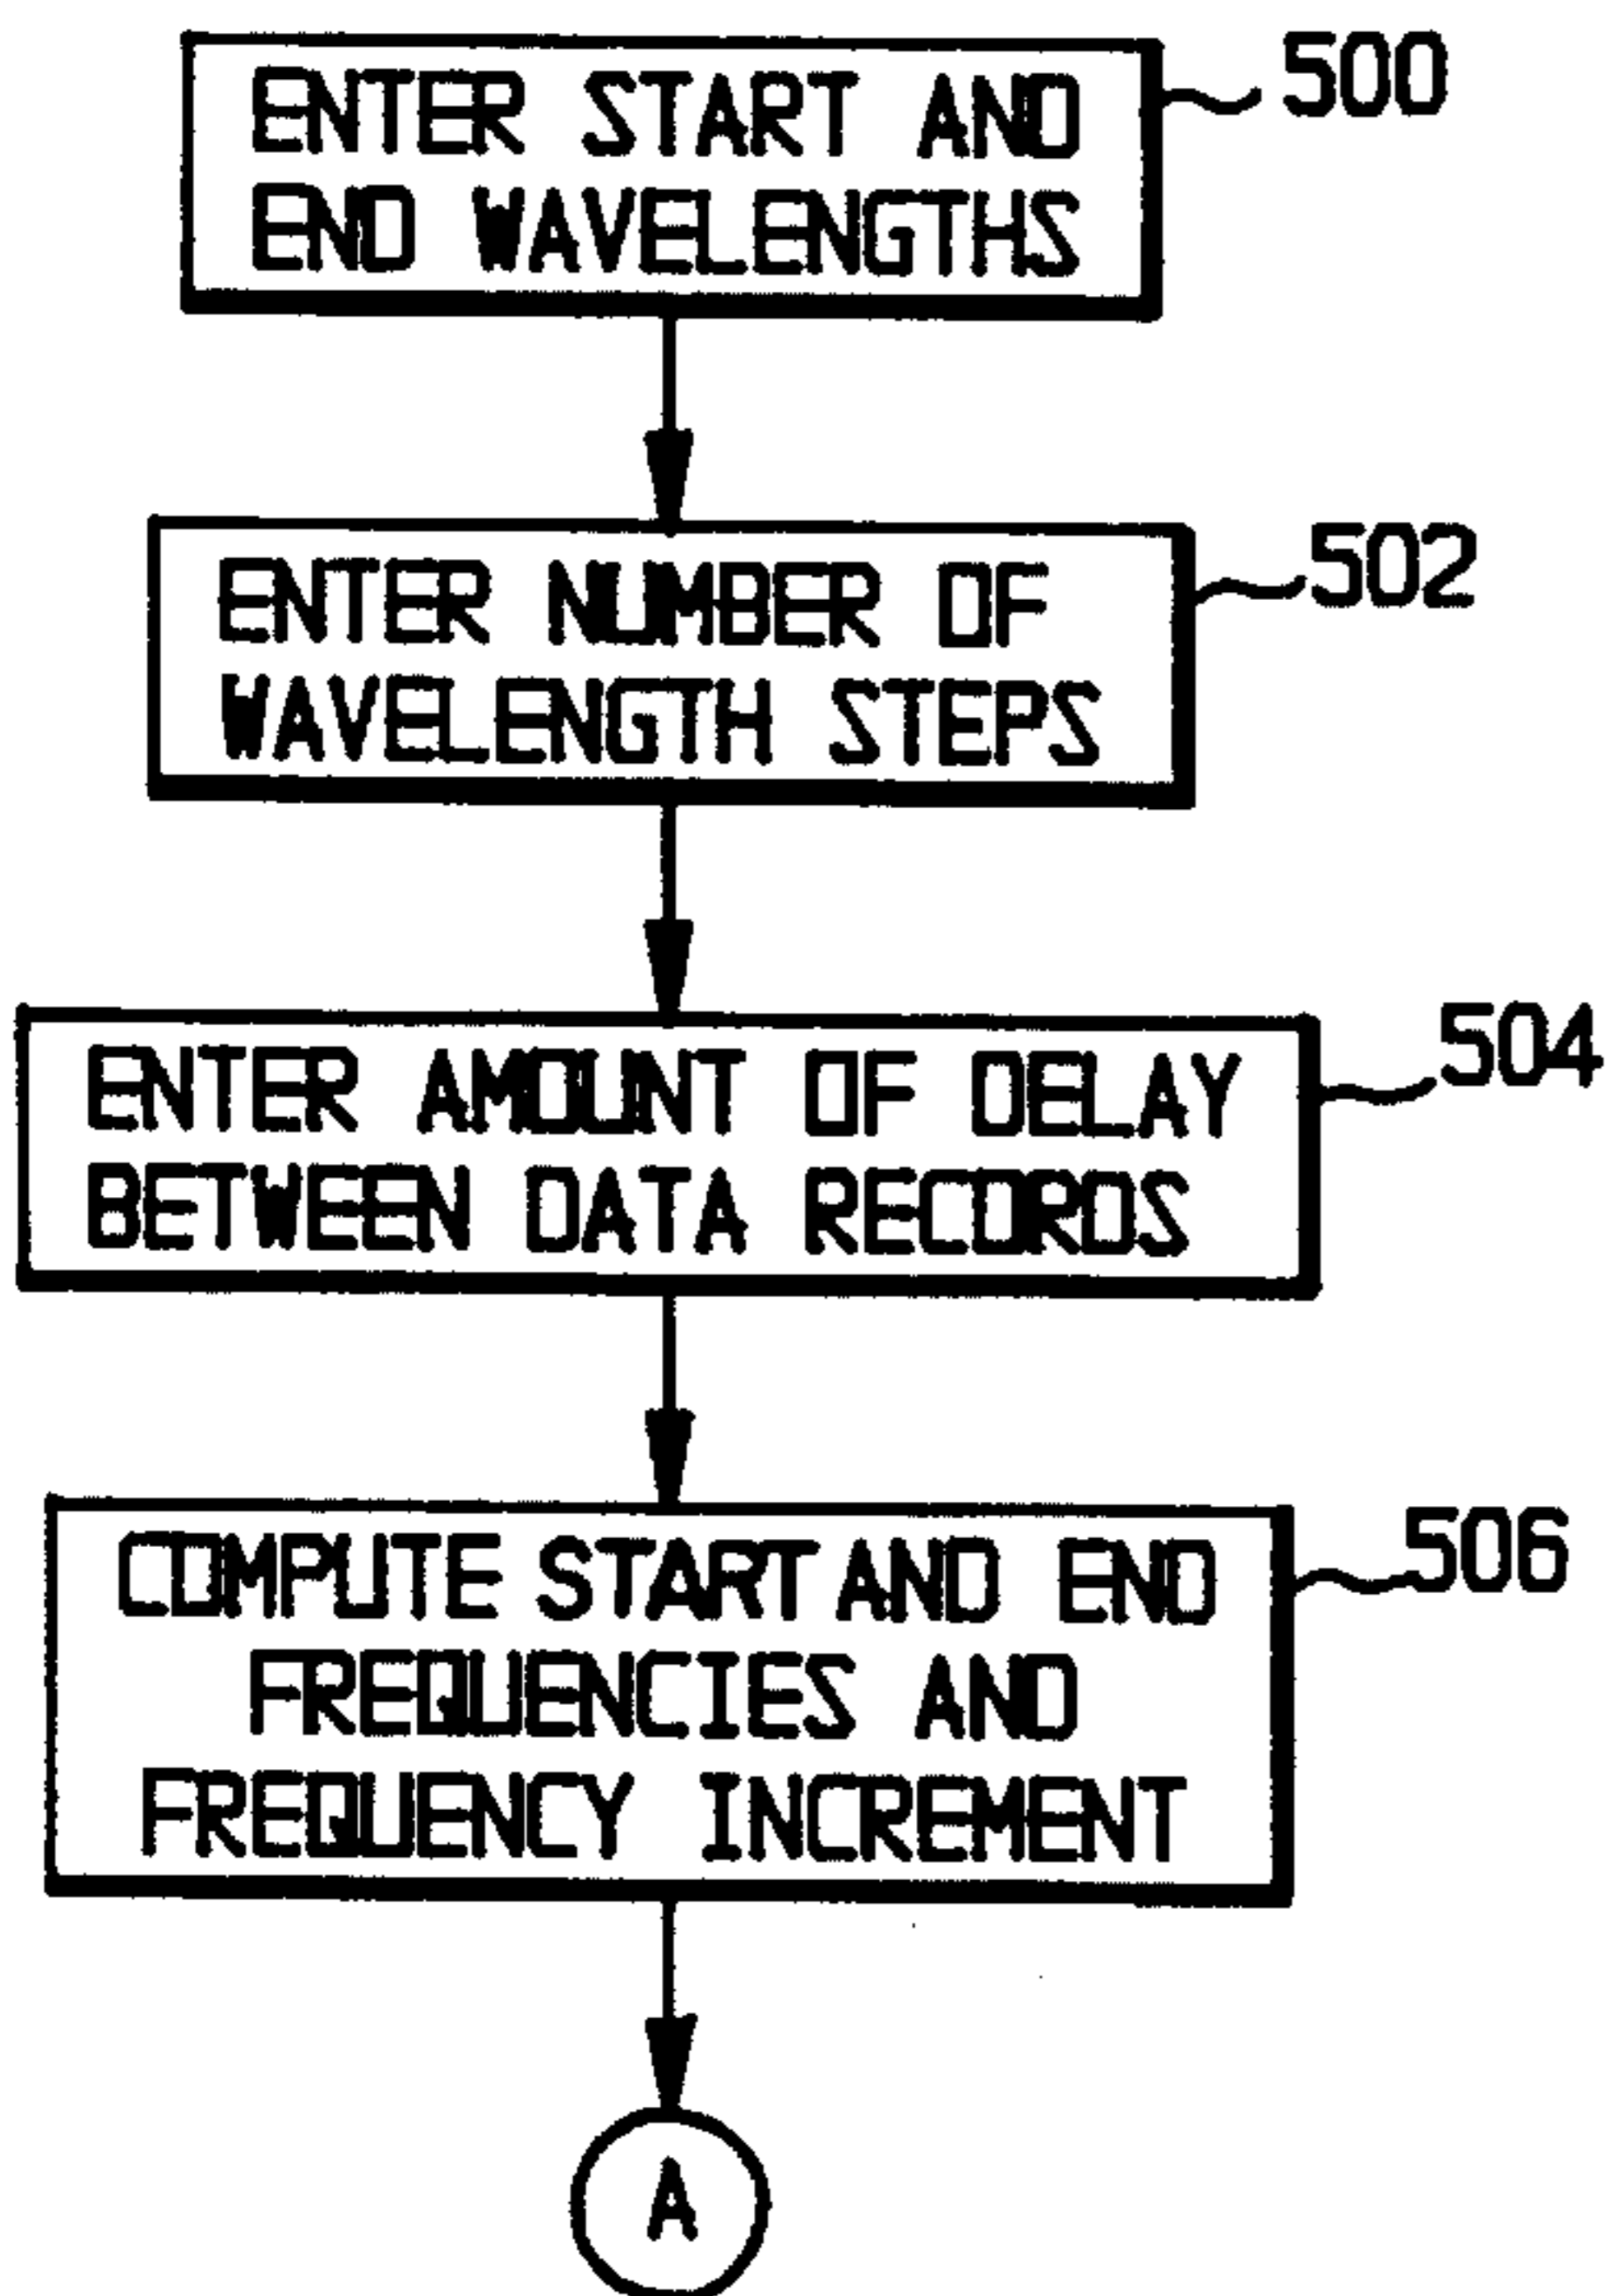 ENTER START AND
END WAVELENGTHS
500
ENTER NUMBER OF
WAVELENGTH STEPS
502
ENTER AMOUNT OF DELAY
BETWEEN DATA RECORDS
504
COMPUTE START AND END
FREQUENCIES AND
FREQUENCY INCREMENT
506
A